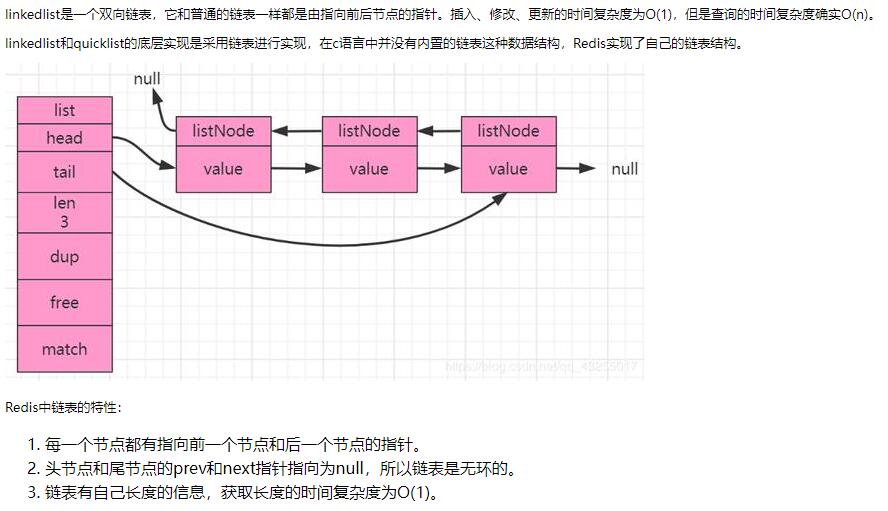 linkedlist是一个双向链表，它和普通的链表一样都是由指向前后节点的指针。插入、修改、更新的时间复杂度为O(1)，但是查询的时间复杂度确实O(n)。
linkedlist和quicklist的底层实现是采用链表进行实现，在c语言中并没有内置的链表这种数据结构，Redis实现了自己的链表结构。
null
list
head
tail
len
3
dup
free
match
listNode
value
listNode
value
listNode
value
null
https://blog.csdn.net/qq_43255017
Redis中链表的特性：
1. 每一个节点都有指向前一个节点和后一个节点的指针。
2. 头节点和尾节点的prev和next指针指向为null，所以链表是无环的。
3. 链表有自己长度的信息，获取长度的时间复杂度为O(1)。